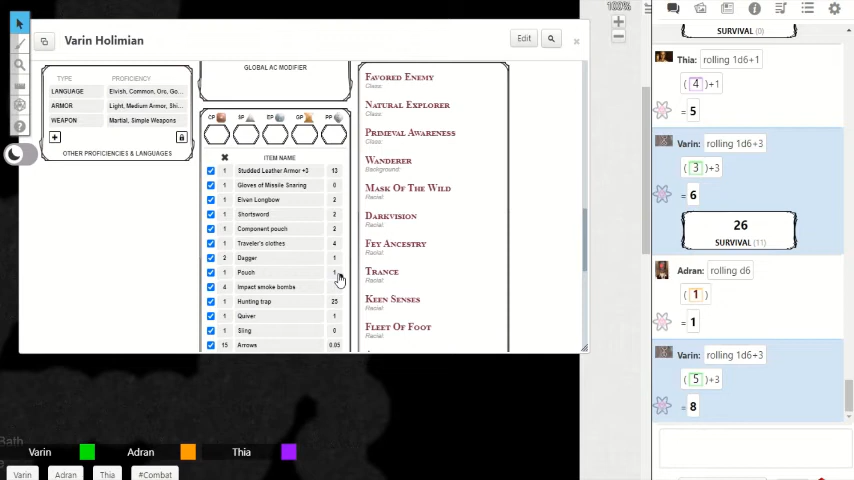 Varin Holimian
Edit
TYPE PROFICIENCY
LANGUAGE Elvish, Common, Oro, Go...
ARMOR Light, Medium Armor, Shi...
WEAPON Martial, Simple Weapons
OTHER PROFICIENCIES & LANGUAGES
GLOBAL AC MODIFIER
CP SP EP GP PP
ITEM NAME
1 Studded Leather Armor +3 13
1 Gloves of Missile Snaring 0
1 Elven Longbow 2
1 Shortsword 2
1 Component pouch 2
1 Traveler's clothes 4
2 Dagger 1
1 Pouch 1
4 Impact smoke bombs
1 Hunting trap 25
1 Quiver 1
1 Sling 0
15 Arrows 0.05
FAVORED ENEMY
Class:
NATURAL EXPLORER
Class:
PRIMEVAL AWARENESS
Class:
WANDERER
Background:
MASK OF THE WILD
Racial:
DARKVISION
Racial:
FEY ANCESTRY
Racial:
TRANCE
Racial:
KEEN SENSES
Racial:
FLEET OF FOOT
Racial:
SURVIVAL (0)
Thia: rolling 1d6+1
(4)+1
= 5
Varin: rolling 1d6+3
(3)+3
= 6
26
SURVIVAL (11)
Adran: rolling d6
(1)
= 1
Varin: rolling 1d6+3
(5)+3
= 8
Bath
Varin Adran Thia
Varin Adran Thia #Combat